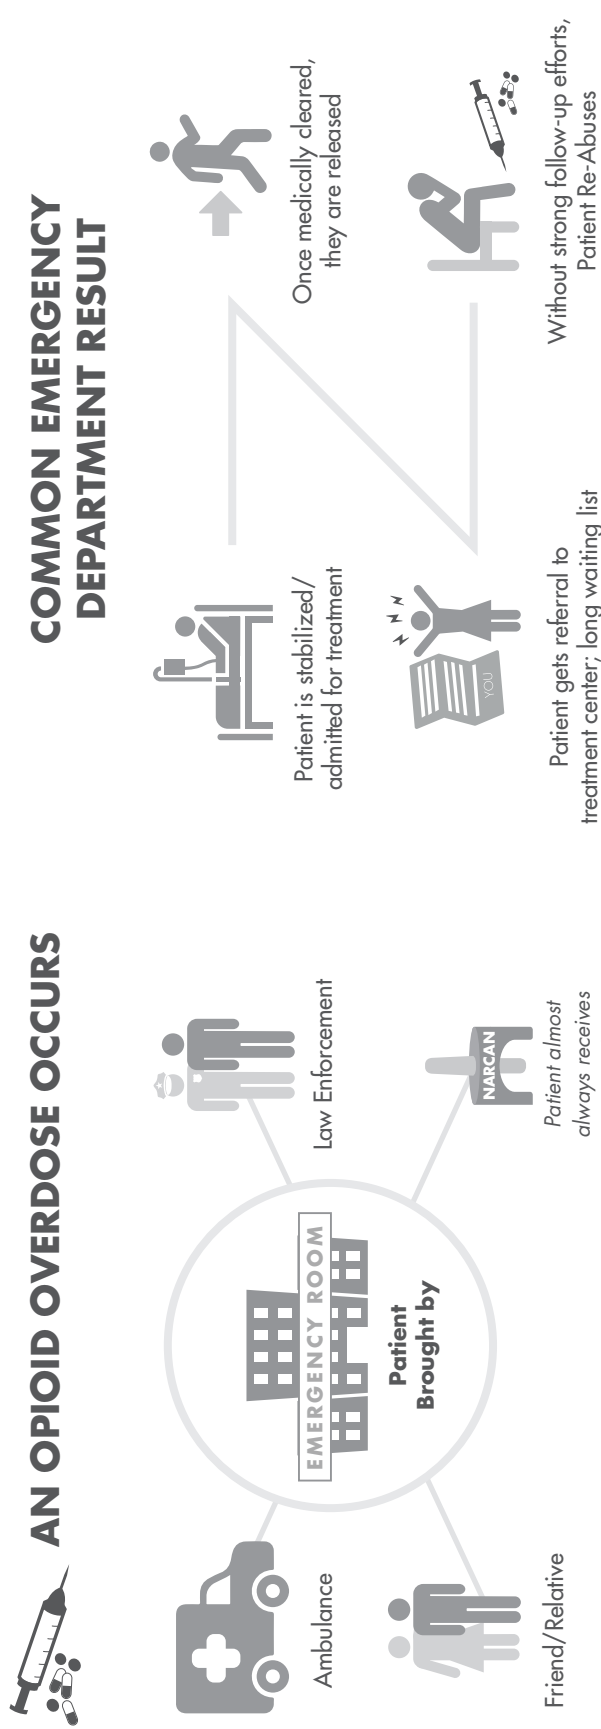 AN OPIOID OVERDOSE OCCURS
Ambulance
Law Enforcement
EMERGENCY ROOM
Patient
Brought by
Friend/Relative
NARCAN
Patient almost
always receives
COMMON EMERGENCY
DEPARTMENT RESULT
Patient is stabilized/
admitted for treatment
Once medically cleared,
they are released
YOU
Patient gets referral to
treatment center; long waiting list
Without strong follow-up efforts,
Patient Re-Abuses